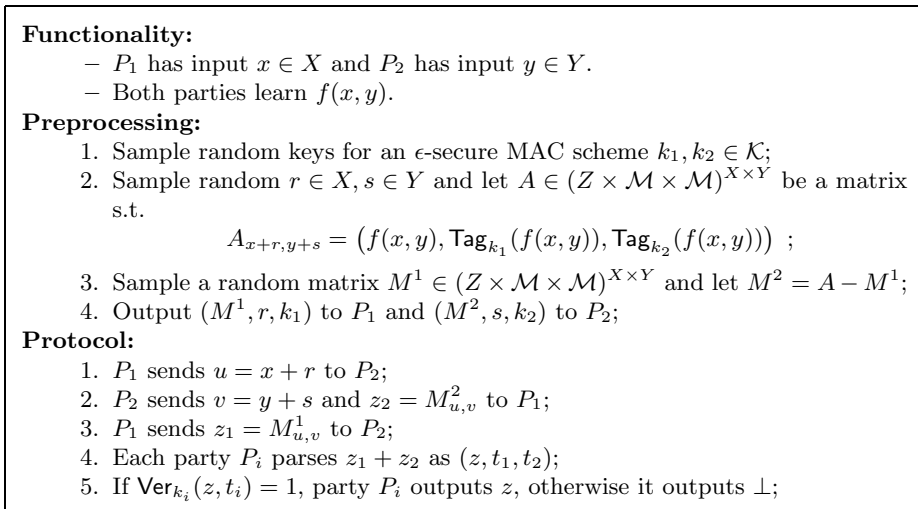 Functionality:
– P₁ has input x ∈ X and P₂ has input y ∈ Y.
– Both parties learn f(x, y).
Preprocessing:
1. Sample random keys for an ϵ-secure MAC scheme k₁, k₂ ∈ 𝒦;
2. Sample random r ∈ X, s ∈ Y and let A ∈ (Z × ℳ × ℳ)^{X×Y} be a matrix
s.t.
A_{x+r,y+s} = (f(x, y), Tag_{k₁}(f(x, y)), Tag_{k₂}(f(x, y))) ;
3. Sample a random matrix M¹ ∈ (Z × ℳ × ℳ)^{X×Y} and let M² = A − M¹;
4. Output (M¹, r, k₁) to P₁ and (M², s, k₂) to P₂;
Protocol:
1. P₁ sends u = x + r to P₂;
2. P₂ sends v = y + s and z₂ = M²_{u,v} to P₁;
3. P₁ sends z₁ = M¹_{u,v} to P₂;
4. Each party P_i parses z₁ + z₂ as (z, t₁, t₂);
5. If Ver_{k_i}(z, t_i) = 1, party P_i outputs z, otherwise it outputs ⊥;